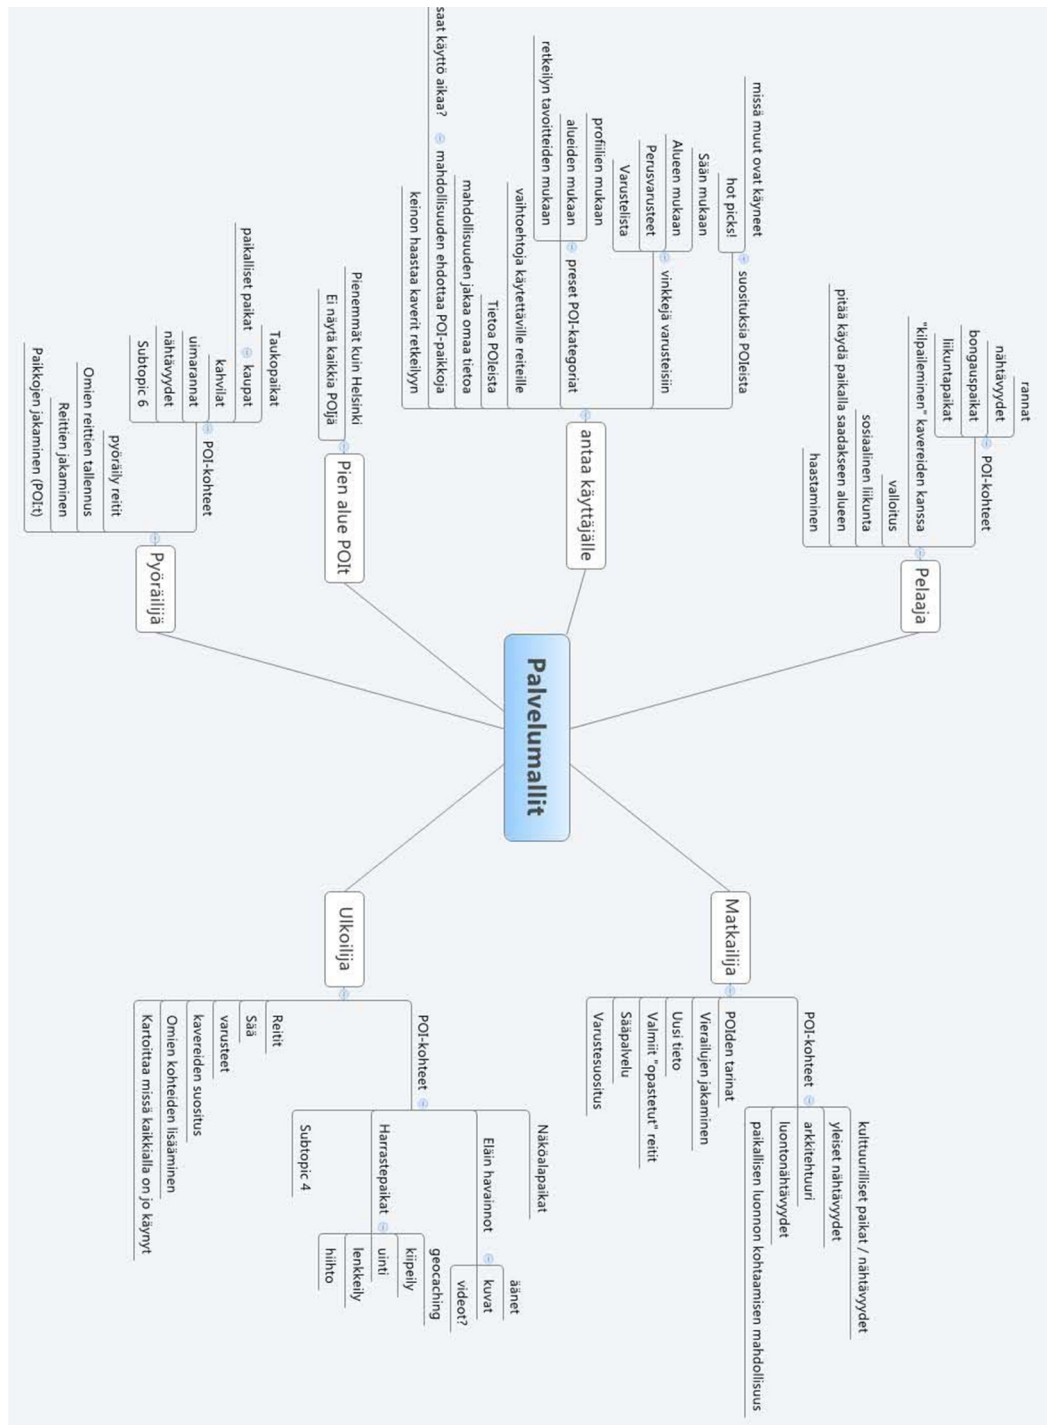 Palvelumallit
Matkailija
POI-kohteet
kulttuurilliset paikat / nähtävyydet
yleiset nähtävyydet
arkkitehtuuri
luontonähtävyydet
paikallisen luonnon kohtaamisen mahdollisuus
POIden tarinat
Vierailujen jakaminen
Uusi tieto
Valmiit "opastetut" reitit
Sääpalvelu
Varustesuositus
Ulkoilija
POI-kohteet
Näköalapaikat
Eläin havainnot
äänet
kuvat
videot?
Harrastepaikat
geocaching
kiipeily
uinti
lenkkeily
hiihto
Subtopic 4
Reitit
Sää
varusteet
kavereiden suositus
Omien kohteiden lisääminen
Kartoittaa missä kaikkialla on jo käynyt
Pelaaja
POI-kohteet
rannat
nähtävyydet
bongauspaikat
liikuntapaikat
"kilpaileminen" kavereiden kanssa
valloitus
sosiaalinen liikunta
pitää käydä paikalla saadakseen alueen
haastaminen
antaa käyttäjälle
suosituksia POIeista
missä muut ovat käyneet
hot picks!
vinkkejä varusteisiin
Sään mukaan
Alueen mukaan
Perusvarusteet
Varustelista
preset POI-kategoriat
profiilien mukaan
alueiden mukaan
retkeilyn tavoitteiden mukaan
vaihtoehtoja käytettäville reiteille
Tietoa POIeista
mahdollisuuden jakaa omaa tietoa
mahdollisuuden ehdottaa POI-paikkoja
saat käyttö aikaa?
keinon haastaa kaverit retkeilyyn
Pien alue POIt
Pienemmät kuin Helsinki
Ei näytä kaikkia POIjä
Pyöräilijä
POI-kohteet
Taukopaikat
kaupat
paikalliset paikat
kahvilat
uimarannat
nähtävyydet
Subtopic 6
pyöräily reitit
Omien reittien tallennus
Reittien jakaminen
Paikkojen jakaminen (POI:t)